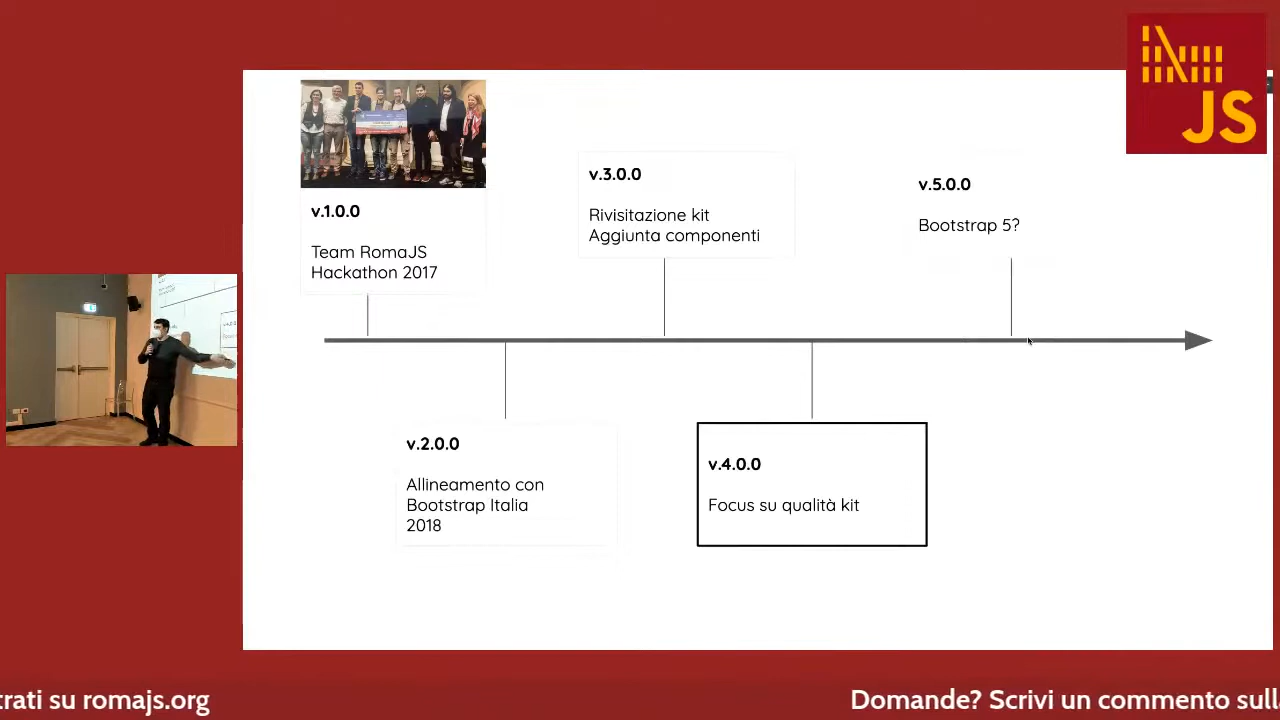 JS
v.1.0.0
Team RomaJS
Hackathon 2017
v.3.0.0
Rivisitazione kit
Aggiunta componenti
v.5.0.0
Bootstrap 5?
v.2.0.0
Allineamento con
Bootstrap Italia
2018
v.4.0.0
Focus su qualità kit
trati su romajs.org
Domande? Scrivi un commento sull